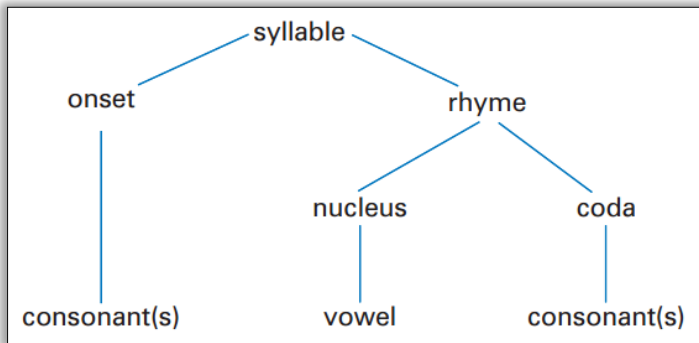 syllable
onset
rhyme
nucleus
coda
consonant(s)
vowel
consonant(s)